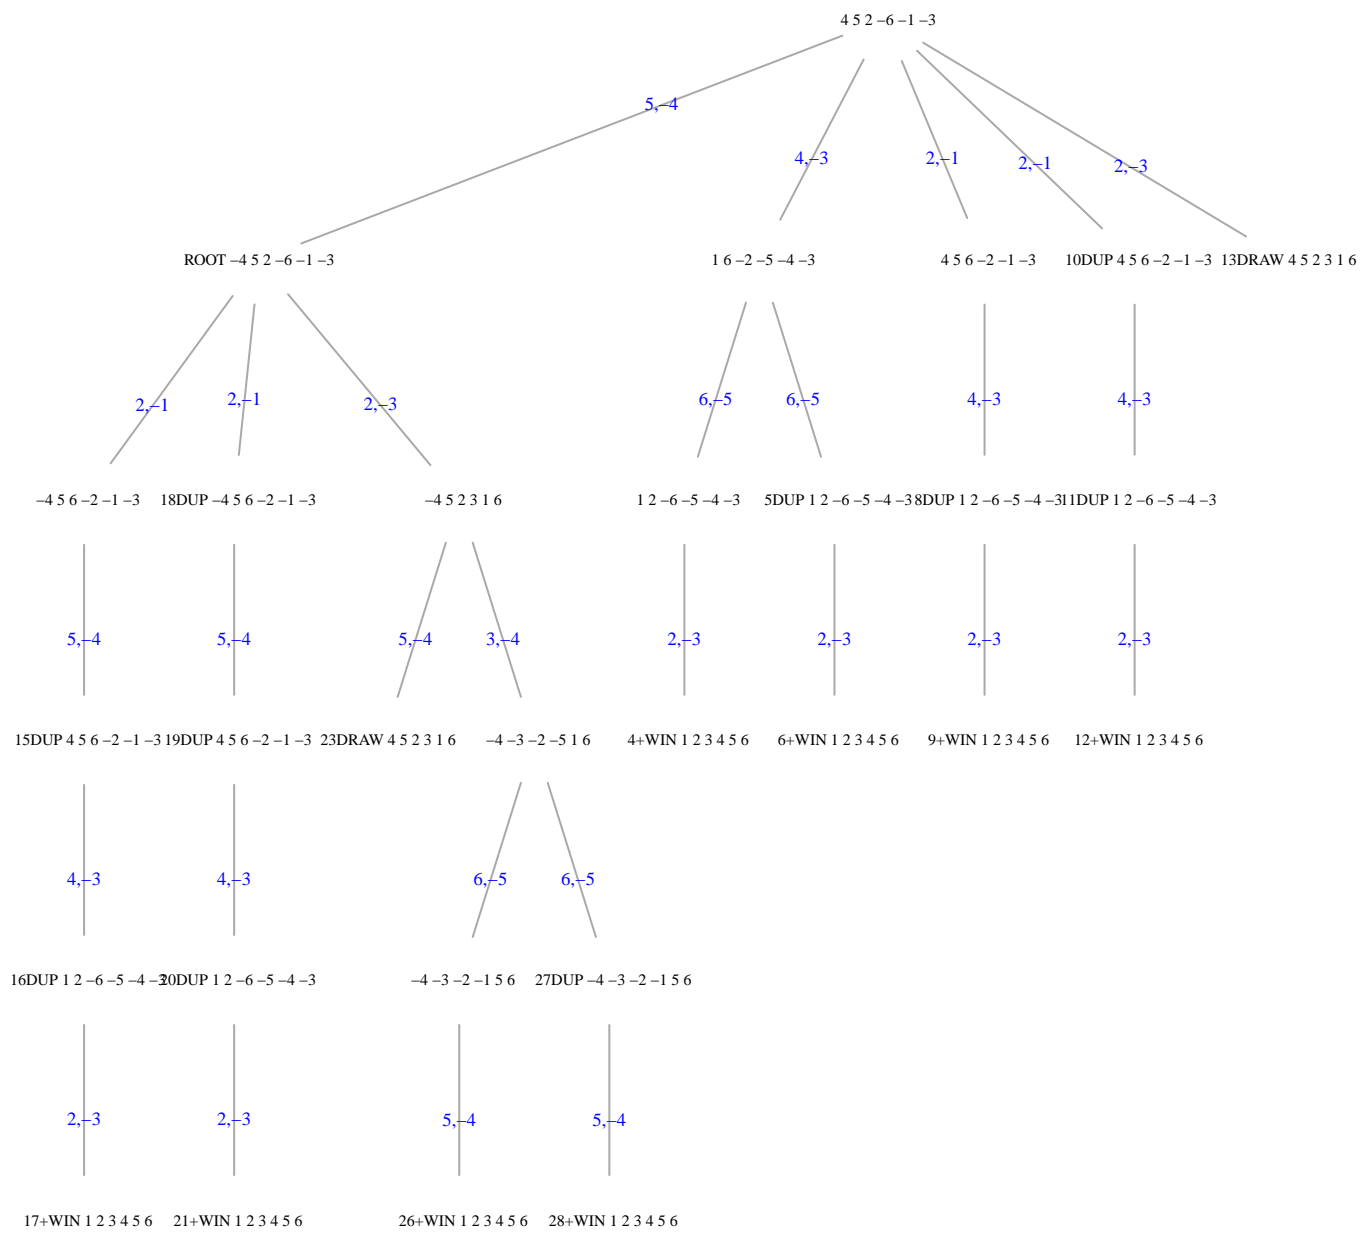 4 5 2 −6 −1 −3
5,−4
4,−3
2,−1
2,−1
2,−3
ROOT −4 5 2 −6 −1 −3
1 6 −2 −5 −4 −3
4 5 6 −2 −1 −3
10DUP 4 5 6 −2 −1 −3
13DRAW 4 5 2 3 1 6
2,−1
2,−1
2,−3
6,−5
6,−5
4,−3
4,−3
−4 5 6 −2 −1 −3
18DUP −4 5 6 −2 −1 −3
−4 5 2 3 1 6
1 2 −6 −5 −4 −3
5DUP 1 2 −6 −5 −4 −3
8DUP 1 2 −6 −5 −4 −3
11DUP 1 2 −6 −5 −4 −3
5,−4
5,−4
5,−4
3,−4
2,−3
2,−3
2,−3
2,−3
15DUP 4 5 6 −2 −1 −3
19DUP 4 5 6 −2 −1 −3
23DRAW 4 5 2 3 1 6
−4 −3 −2 −5 1 6
4+WIN 1 2 3 4 5 6
6+WIN 1 2 3 4 5 6
9+WIN 1 2 3 4 5 6
12+WIN 1 2 3 4 5 6
4,−3
4,−3
6,−5
6,−5
16DUP 1 2 −6 −5 −4 −3
20DUP 1 2 −6 −5 −4 −3
−4 −3 −2 −1 5 6
27DUP −4 −3 −2 −1 5 6
2,−3
2,−3
5,−4
5,−4
17+WIN 1 2 3 4 5 6
21+WIN 1 2 3 4 5 6
26+WIN 1 2 3 4 5 6
28+WIN 1 2 3 4 5 6